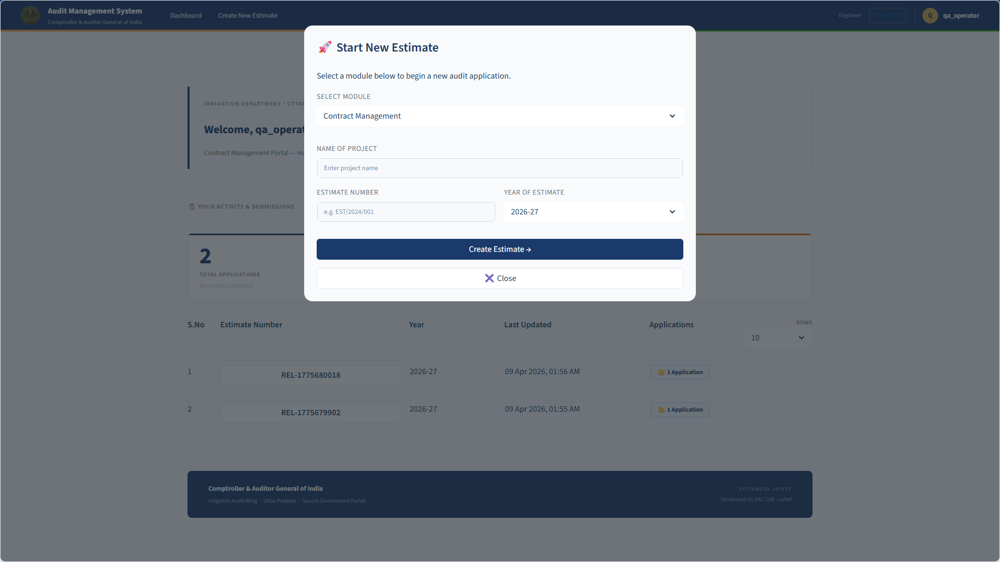 Audit Management System
Comptroller & Auditor General of India
Dashboard
Create New Estimate
Engineer
Q
qa_operator
🚀 Start New Estimate
Select a module below to begin a new audit application.
SELECT MODULE
Contract Management
NAME OF PROJECT
Enter project name
ESTIMATE NUMBER
YEAR OF ESTIMATE
e.g. EST/2024/001
2026-27
Create Estimate →
❌ Close
IRRIGATION DEPARTMENT ·
Welcome,
Contract Management Portal —
YOUR ACTIVITY & SUBMISSIONS
2
TOTAL APPLICATIONS
All modules combined
S.No
Estimate Number
Year
Last Updated
Applications
ROWS
10
1
REL-1775680018
2026-27
09 Apr 2026, 01:56 AM
📁 1 Application
2
REL-1775679902
2026-27
09 Apr 2026, 01:55 AM
📁 1 Application
Comptroller & Auditor General of India
Irrigation Audit Wing · Uttar Pradesh · Secure Government Portal
SATYAMEVA JAYATE
Developed by DAC Cell · Latief